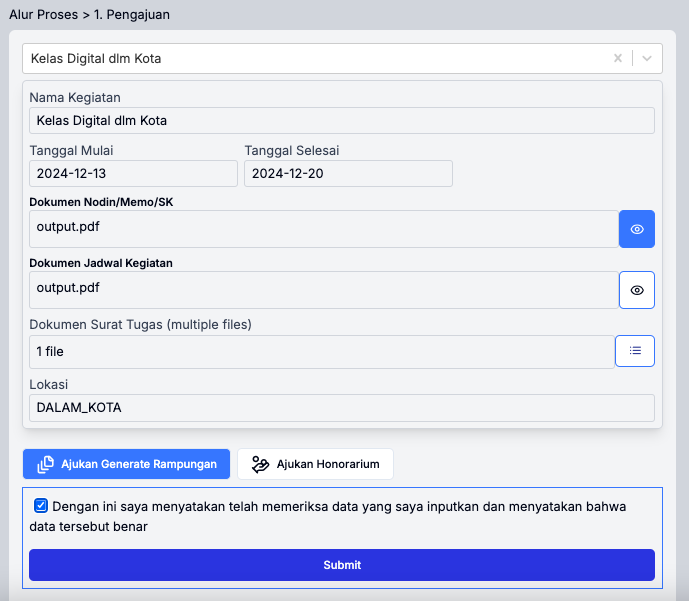 Alur Proses > 1. Pengajuan
Kelas Digital dlm Kota
Nama Kegiatan
Kelas Digital dlm Kota
Tanggal Mulai Tanggal Selesai
2024-12-13 2024-12-20
Dokumen Nodin/Memo/SK
output.pdf
Dokumen Jadwal Kegiatan
output.pdf
Dokumen Surat Tugas (multiple files)
1 file
Lokasi
DALAM_KOTA
Ajukan Generate Rampungan Ajukan Honorarium
Dengan ini saya menyatakan telah memeriksa data yang saya inputkan dan menyatakan bahwa
data tersebut benar
Submit